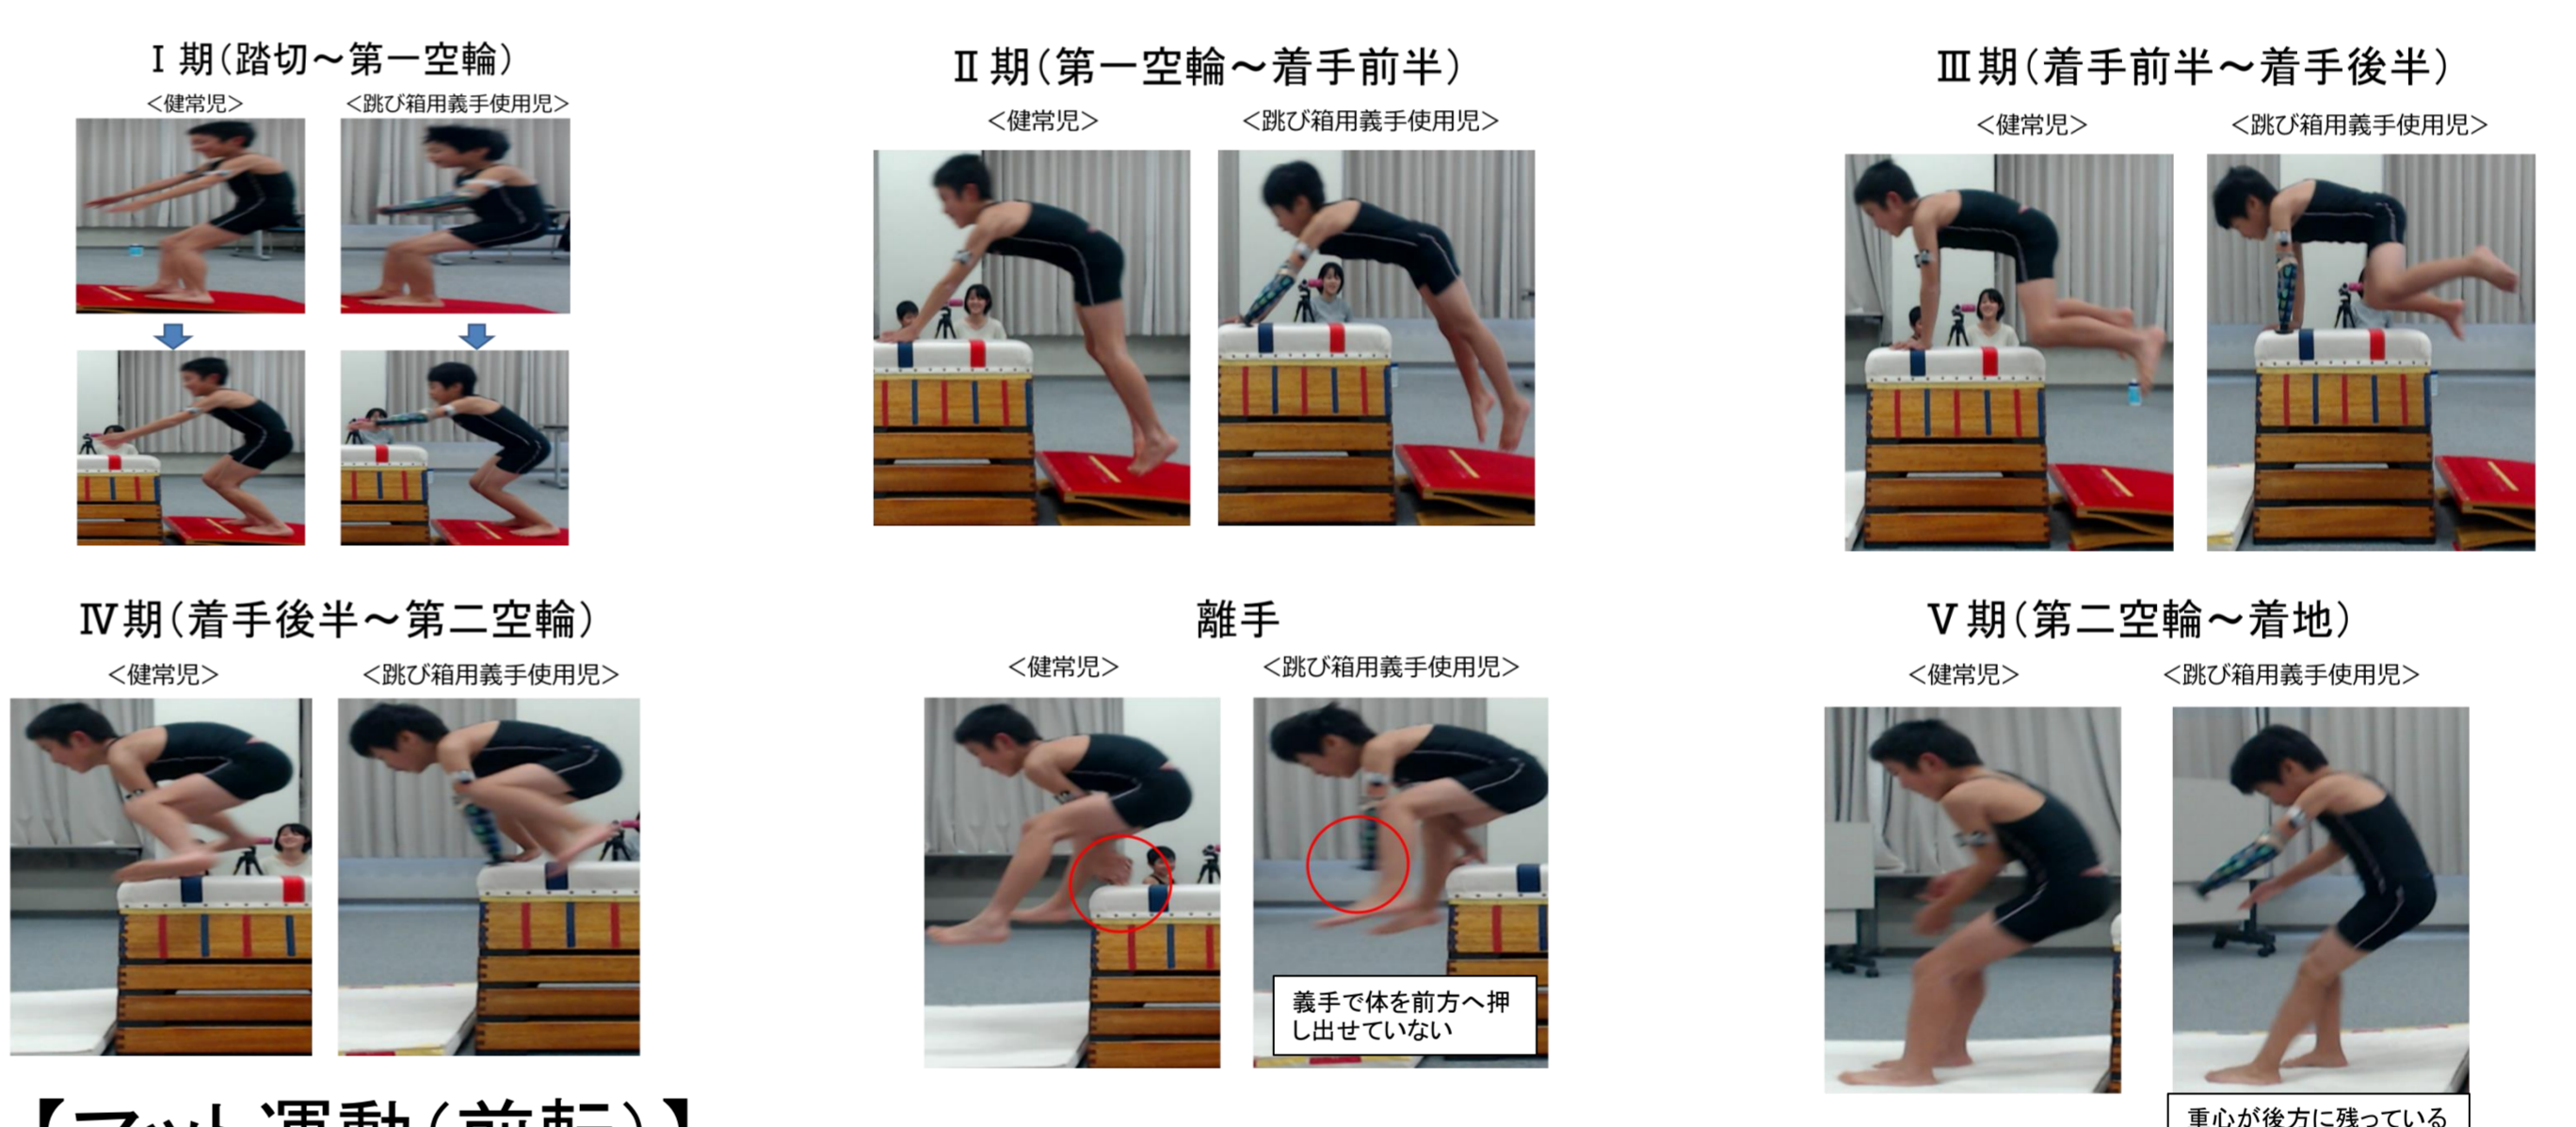 Ⅰ期(踏切～第一空輪)
<健常児>
<跳び箱用義手使用児>
Ⅱ期(第一空輪～着手前半)
<健常児>
<跳び箱用義手使用児>
Ⅲ期(着手前半～着手後半)
<健常児>
<跳び箱用義手使用児>
Ⅳ期(着手後半～第二空輪)
<健常児>
<跳び箱用義手使用児>
離手
<健常児>
<跳び箱用義手使用児>
義手で体を前方へ押
し出せていない
Ⅴ期(第二空輪～着地)
<健常児>
<跳び箱用義手使用児>
重心が後方に残っている
【マット運動(前転)】